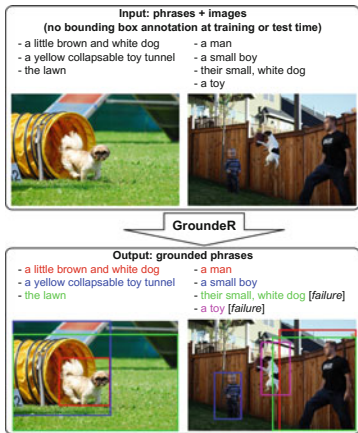 Input: phrases + images
(no bounding box annotation at training or test time)
- a little brown and white dog
- a yellow collapsable toy tunnel
- the lawn
- a man
- a small boy
- their small, white dog
- a toy
GroundeR
Output: grounded phrases
- a little brown and white dog
- a yellow collapsable toy tunnel
- the lawn
- a man
- a small boy
- their small, white dog [failure]
- a toy [failure]